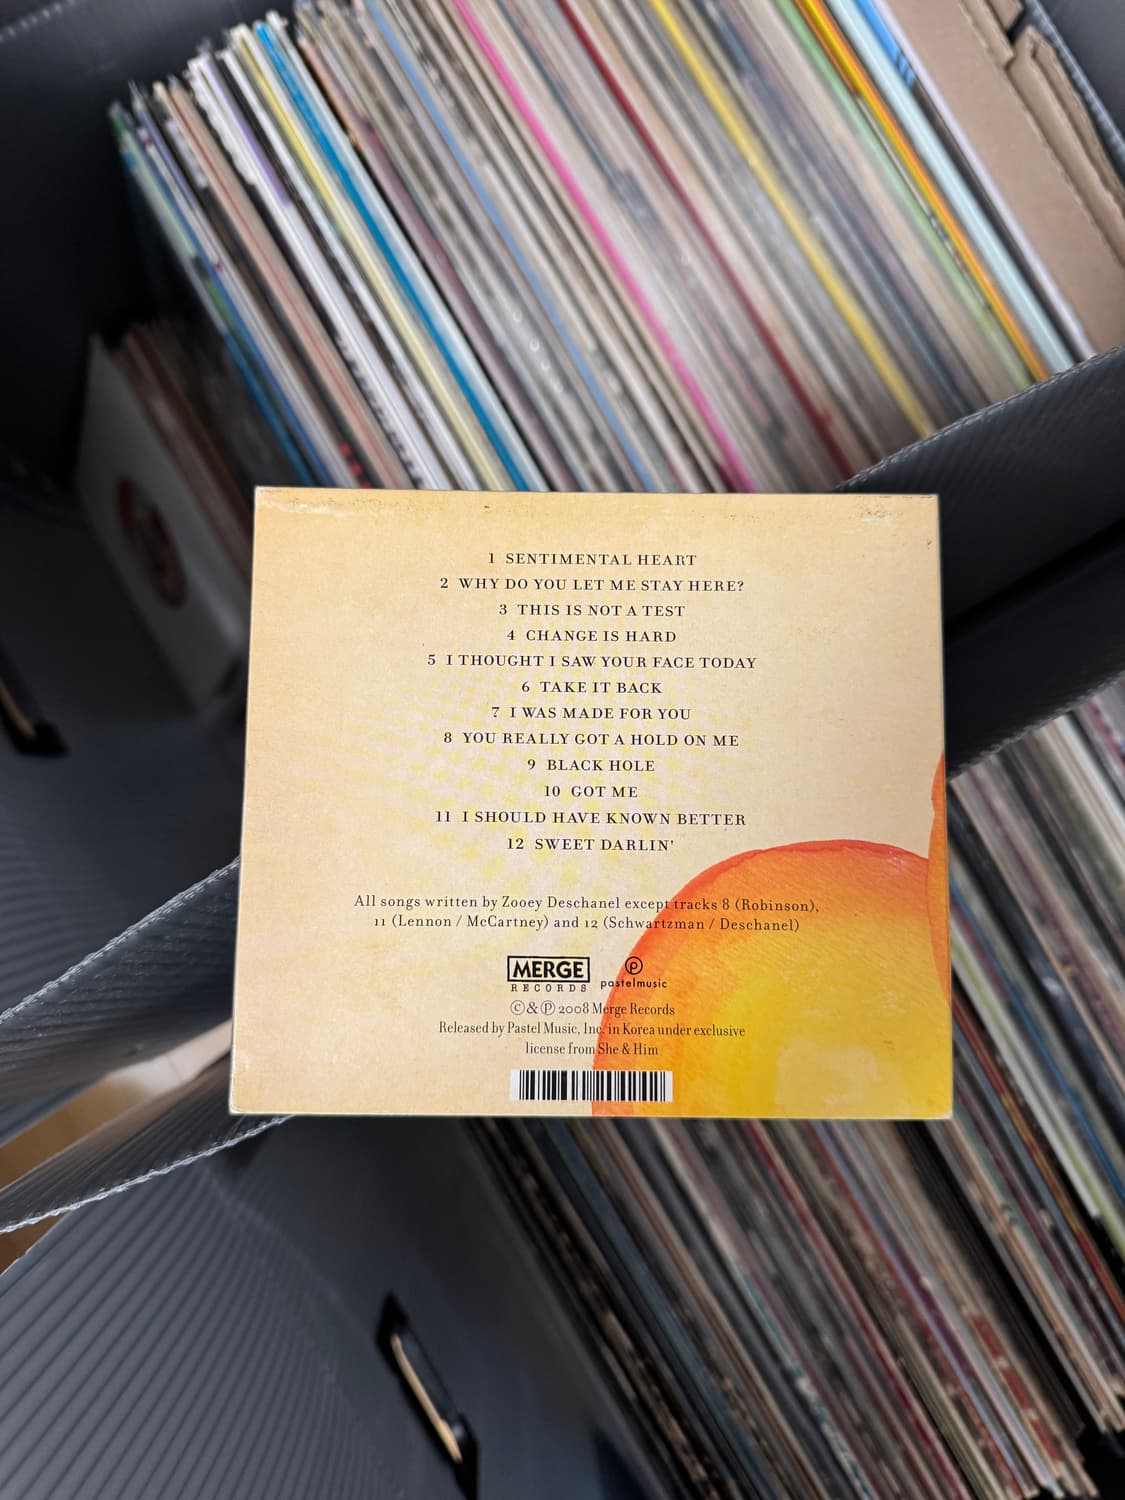 1 SENTIMENTAL HEART
2 WHY DO YOU LET ME STAY HERE?
3 THIS IS NOT A TEST
4 CHANGE IS HARD
5 I THOUGHT I SAW YOUR FACE TODAY
6 TAKE IT BACK
7 I WAS MADE FOR YOU
8 YOU REALLY GOT A HOLD ON ME
9 BLACK HOLE
10 GOT ME
11 I SHOULD HAVE KNOWN BETTER
12 SWEET DARLIN'
All songs written by Zooey Deschanel except tracks 8 (Robinson),
11 (Lennon / McCartney) and 12 (Schwartzman / Deschanel)
MERGE
RECORDS
pastelmusic
©&℗ 2008 Merge Records
Released by Pastel Music, Inc. in Korea under exclusive
license from She & Him